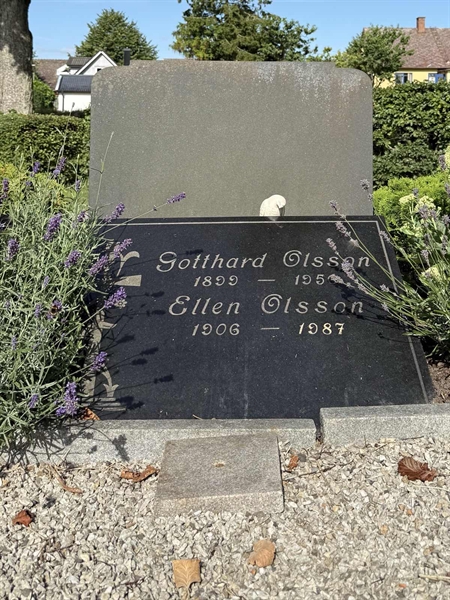 Gotthard Olsson
1899 —
Ellen Olsson
1906 — 1987